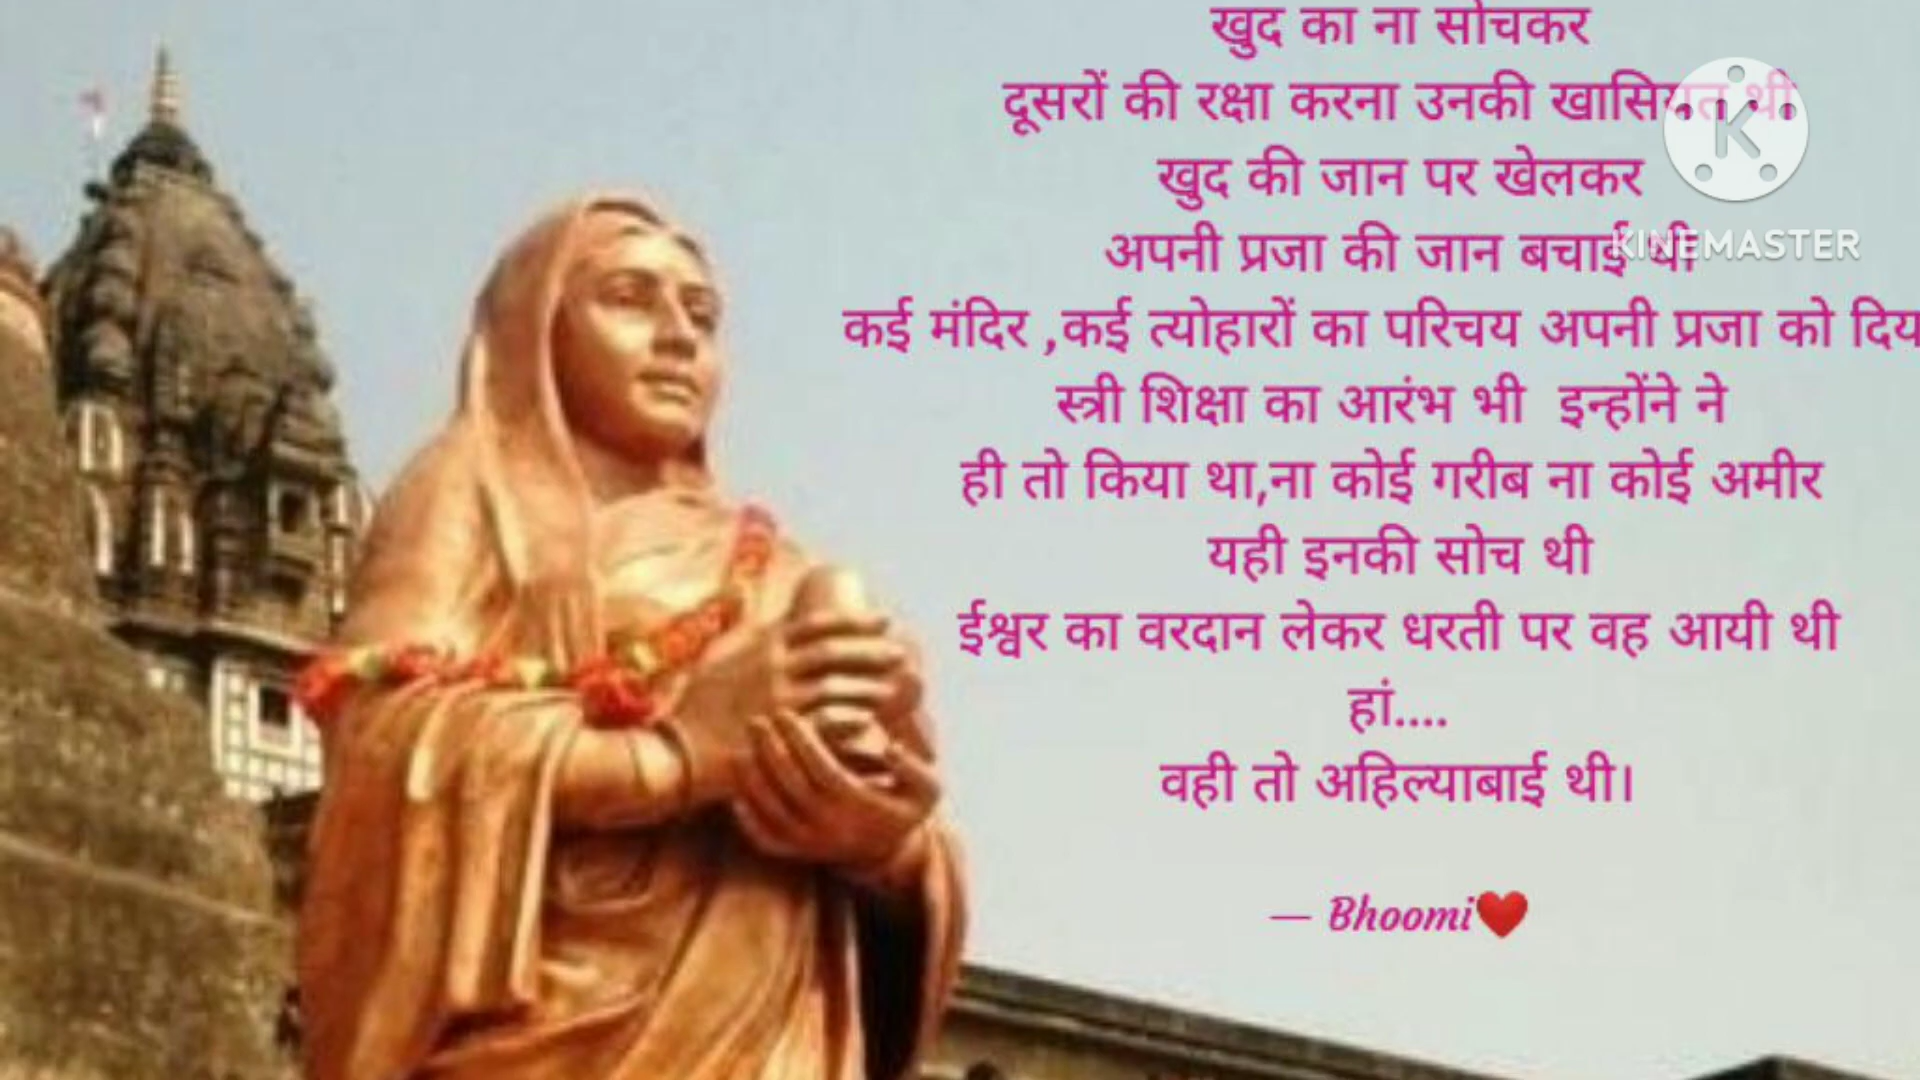 खुद का ना सोचकर
दूसरों की रक्षा करना उनकी खासियत थी
खुद की जान पर खेलकर
अपनी प्रजा की जान बचाई थी
KINEMASTER
कई मंदिर ,कई त्योहारों का परिचय अपनी प्रजा को दिय
स्त्री शिक्षा का आरंभ भी इन्होंने ने
ही तो किया था,ना कोई गरीब ना कोई अमीर
यही इनकी सोच थी
ईश्वर का वरदान लेकर धरती पर वह आयी थी
हां....
वही तो अहिल्याबाई थी।
— Bhoomi❤️